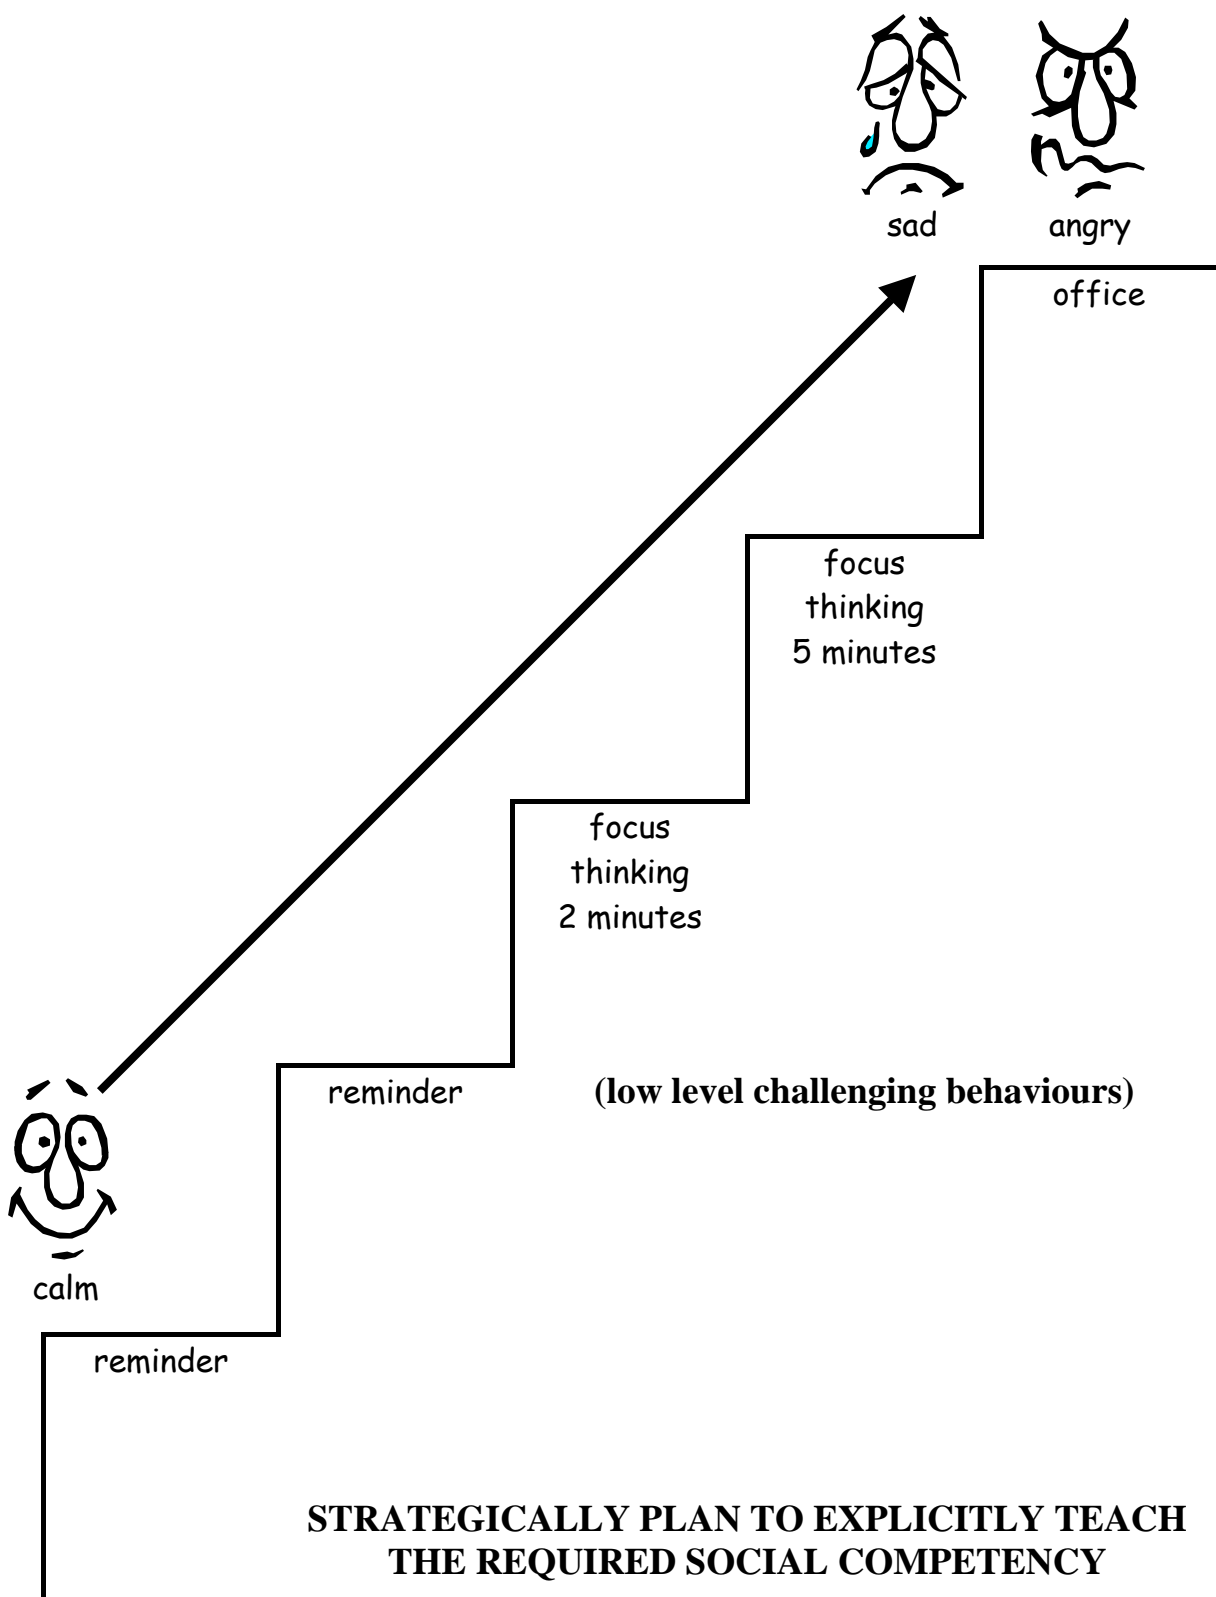 sad angry
office
focus
thinking
5 minutes
focus
thinking
2 minutes
reminder (low level challenging behaviours)
calm
reminder
STRATEGICALLY PLAN TO EXPLICITLY TEACH
THE REQUIRED SOCIAL COMPETENCY